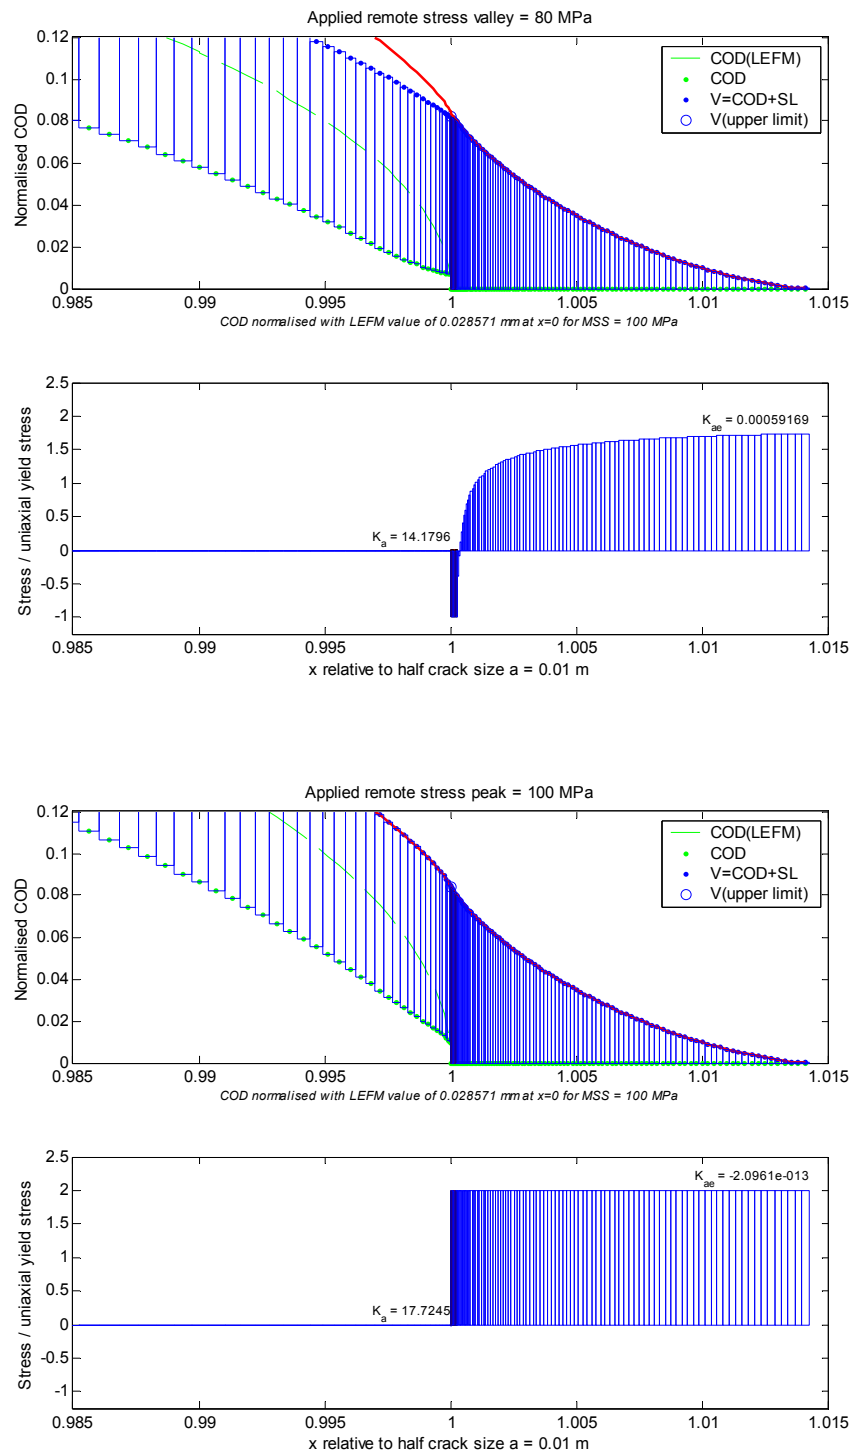 Applied remote stress valley = 80 MPa
0.12
0.1
0.08
0.06
0.04
0.02
0
Normalised COD
COD(LEFM)
COD
V=COD+SL
V(upper limit)
0.985 0.99 0.995 1 1.005 1.01 1.015
COD normalised with LEFM value of 0.028571 mm at x=0 for MSS = 100 MPa
2.5
2
1.5
1
0.5
0
-0.5
-1
Stress / uniaxial yield stress
K_ae = 0.00059169
K_a = 14.1796
0.985 0.99 0.995 1 1.005 1.01 1.015
x relative to half crack size a = 0.01 m
Applied remote stress peak = 100 MPa
0.12
0.1
0.08
0.06
0.04
0.02
0
Normalised COD
COD(LEFM)
COD
V=COD+SL
V(upper limit)
0.985 0.99 0.995 1 1.005 1.01 1.015
COD normalised with LEFM value of 0.028571 mm at x=0 for MSS = 100 MPa
2.5
2
1.5
1
0.5
0
-0.5
-1
Stress / uniaxial yield stress
K_ae = -2.0961e-013
K_a = 17.7245
0.985 0.99 0.995 1 1.005 1.01 1.015
x relative to half crack size a = 0.01 m